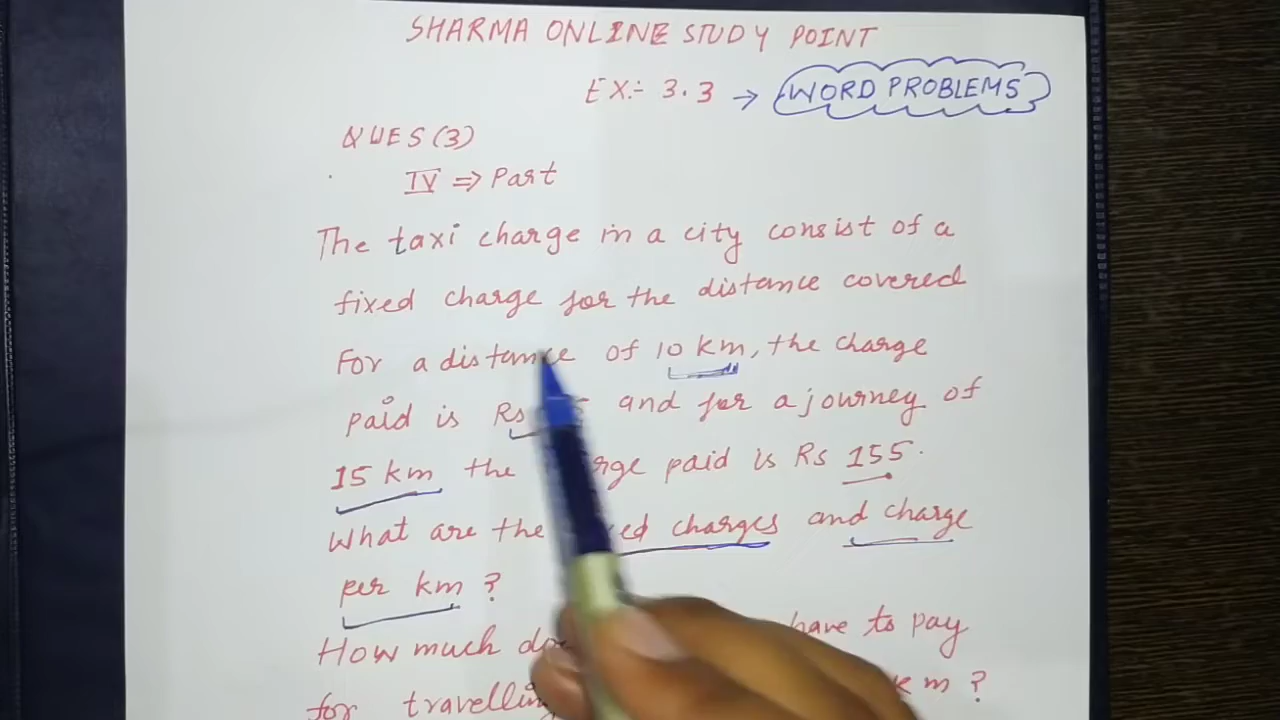 SHARMA ONLINE STUDY POINT
EX:- 3.3 → WORD PROBLEMS
QUES (3)
IV ⇒ Part
The taxi charge in a city consist of a
fixed charge for the distance covered
For a distance of 10 km, the charge
paid is Rs and for a journey of
15 km the paid is Rs 155.
What are the charges and charge
per km ?
How much have to pay
for km ?